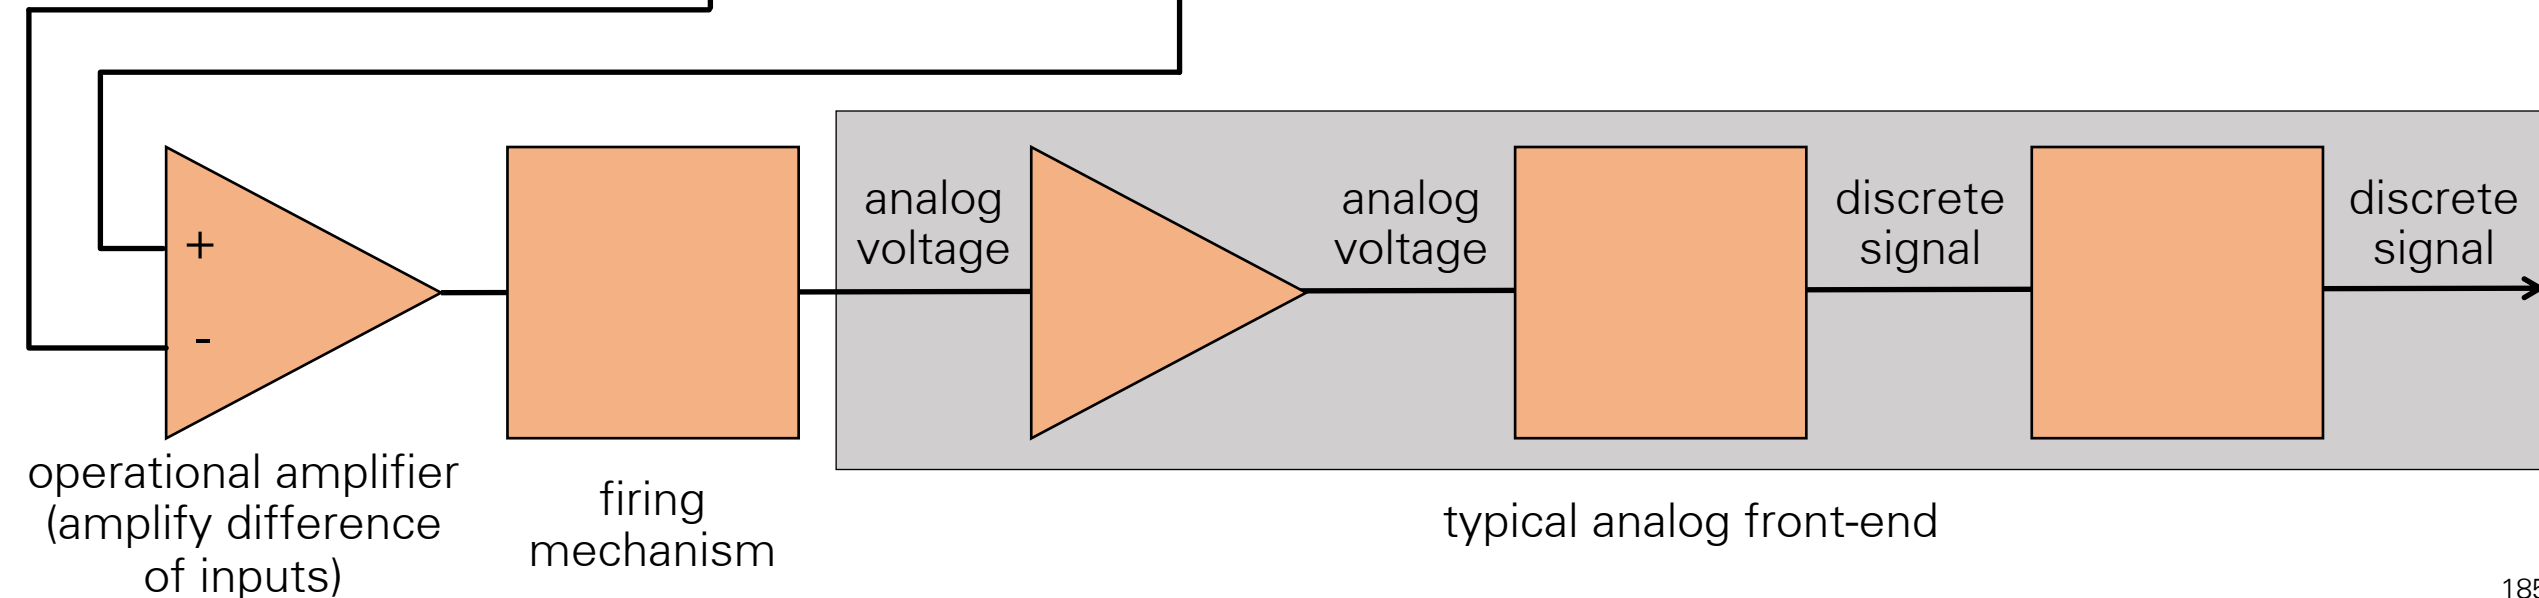 +
-
operational amplifier
(amplify difference
of inputs)
firing
mechanism
analog
voltage
analog
voltage
discrete
signal
discrete
signal
typical analog front-end
185